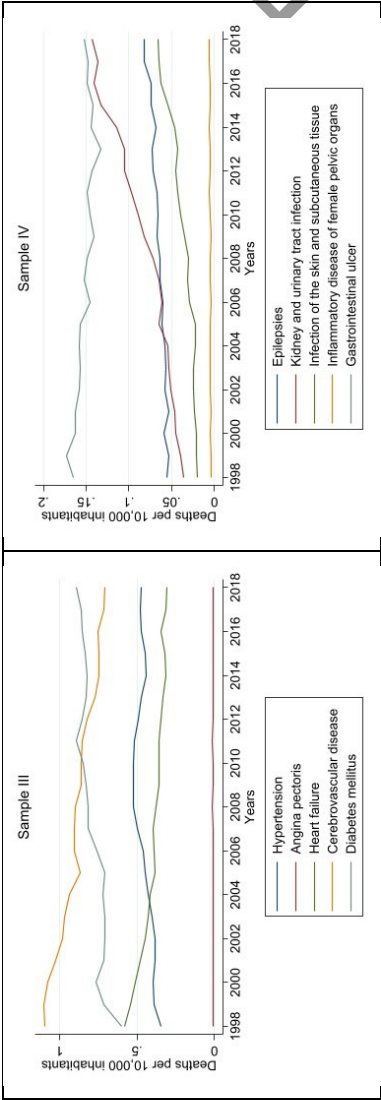 Sample III
Deaths per 10,000 inhabitants
1
.5
0
1998 2000 2002 2004 2006 2008 2010 2012 2014 2016 2018
Years
Hypertension
Angina pectoris
Heart failure
Cerebrovascular disease
Diabetes mellitus
Sample IV
Deaths per 10,000 inhabitants
.2
.15
.1
.05
0
1998 2000 2002 2004 2006 2008 2010 2012 2014 2016 2018
Years
Epilepsies
Kidney and urinary tract infection
Infection of the skin and subcutaneous tissue
Inflammatory disease of female pelvic organs
Gastrointestinal ulcer